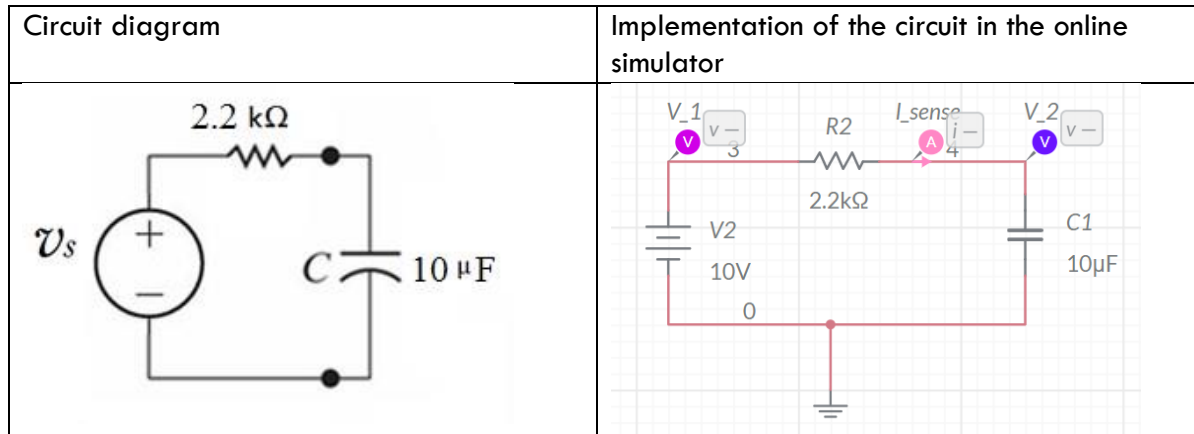 Circuit diagram
Implementation of the circuit in the online
simulator
2.2 kΩ
𝒱s
+
−
C
10 µF
V_1
v −
V
3
R2
2.2kΩ
I_sense
i −
A
4
V_2
v −
V
V2
10V
0
C1
10µF